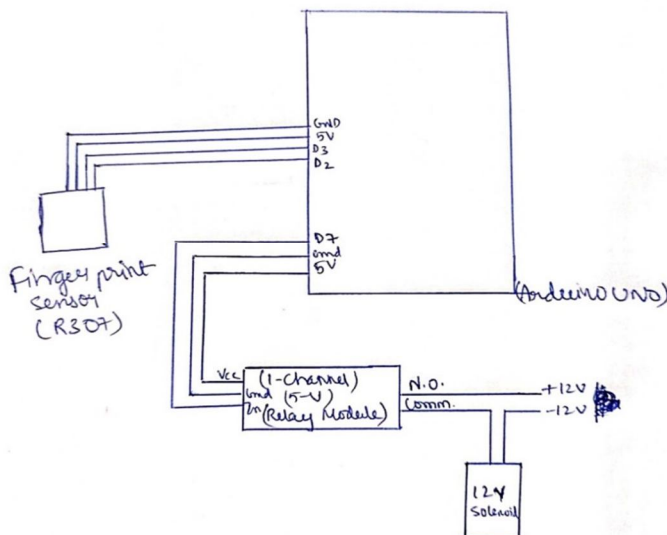 GND
5V
D3
D2
D7
Gnd
5V
Finger print
sensor
(R307)
(Arduino UNO)
Vcc
Gnd
In
(1-Channel)
(5-V)
(Relay Module)
N.O.
Comm.
+12V
-12V
12V
Solenoid